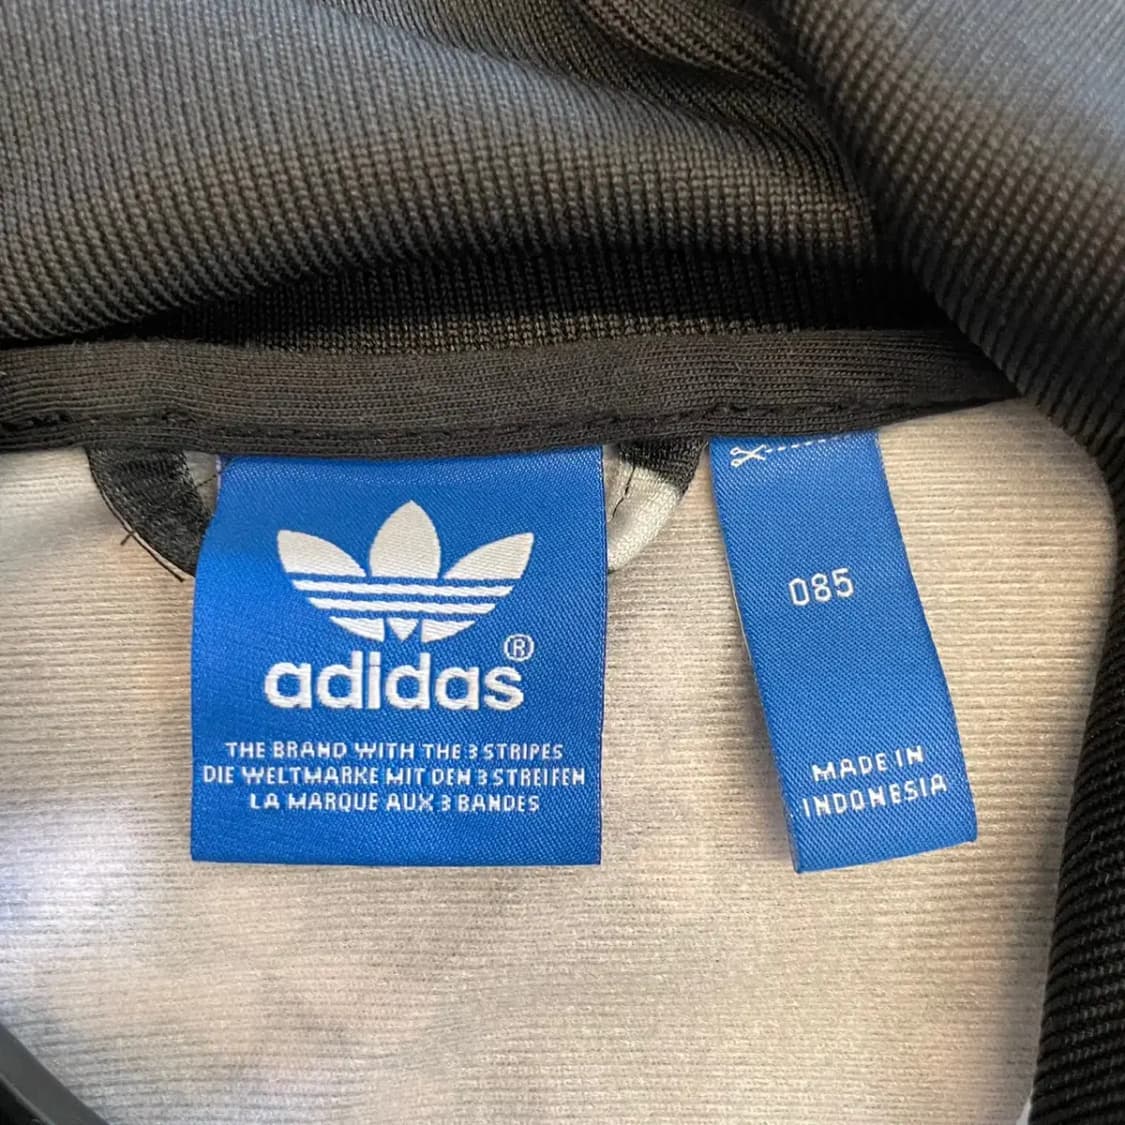 adidas®
THE BRAND WITH THE 3 STRIPES
DIE WELTMARKE MIT DEN 3 STREIFEN
LA MARQUE AUX 3 BANDES
085
MADE IN
INDONESIA